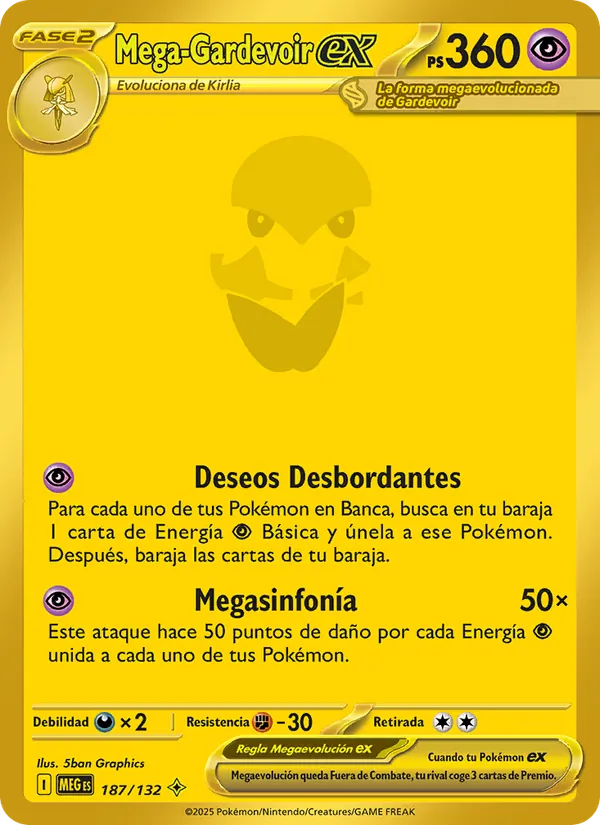 FASE 2
Mega-Gardevoir ex
PS 360
Evoluciona de Kirlia
La forma megaevolucionada
de Gardevoir
Deseos Desbordantes
Para cada uno de tus Pokémon en Banca, busca en tu baraja
1 carta de Energía Básica y únela a ese Pokémon.
Después, baraja las cartas de tu baraja.
Megasinfonía 50×
Este ataque hace 50 puntos de daño por cada Energía
unida a cada uno de tus Pokémon.
Debilidad ×2 Resistencia -30 Retirada
Regla Megaevolución ex
Cuando tu Pokémon ex
Megaevolución queda Fuera de Combate, tu rival coge 3 cartas de Premio.
Ilus. 5ban Graphics
I MEG ES 187/132
©2025 Pokémon/Nintendo/Creatures/GAME FREAK